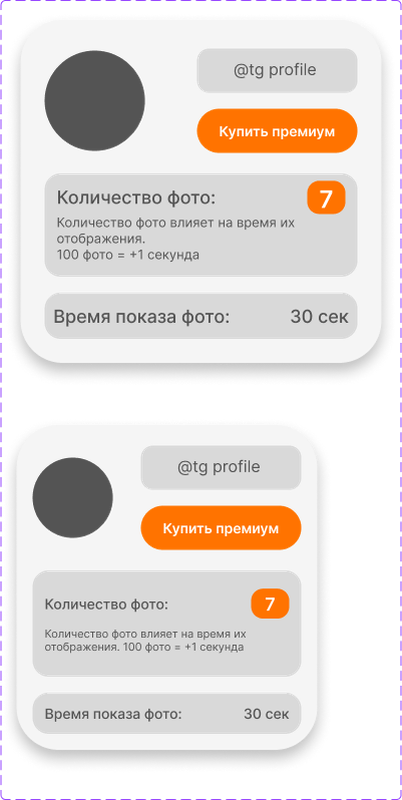 @tg profile
Купить премиум
Количество фото:
7
Количество фото влияет на время их
отображения.
100 фото = +1 секунда
Время показа фото:
30 сек
@tg profile
Купить премиум
Количество фото:
7
Количество фото влияет на время их
отображения. 100 фото = +1 секунда
Время показа фото:
30 сек